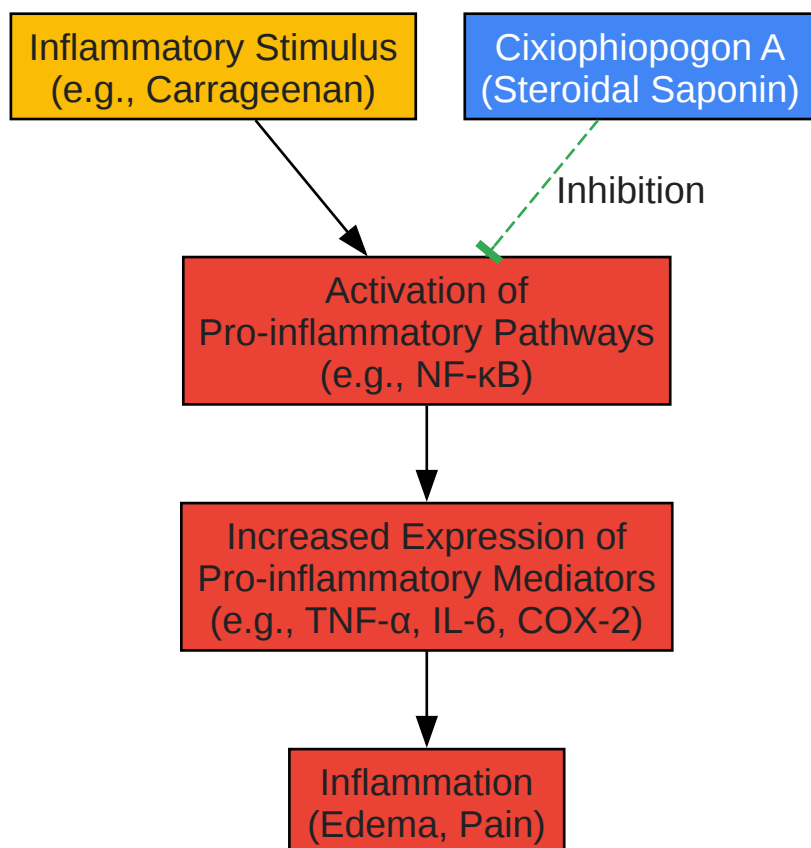 Inflammatory Stimulus
(e.g., Carrageenan)
Cixiophiopogon A
(Steroidal Saponin)
Inhibition
Activation of
Pro-inflammatory Pathways
(e.g., NF-κB)
Increased Expression of
Pro-inflammatory Mediators
(e.g., TNF-α, IL-6, COX-2)
Inflammation
(Edema, Pain)